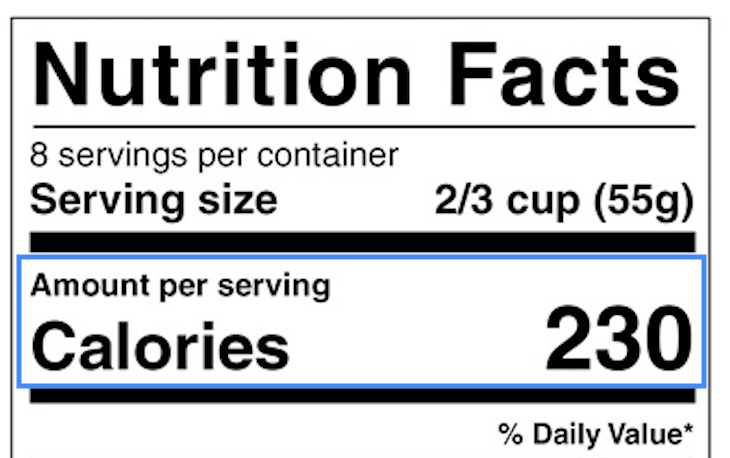 Nutrition Facts
8 servings per container
Serving size 2/3 cup (55g)
Amount per serving
Calories 230
% Daily Value*